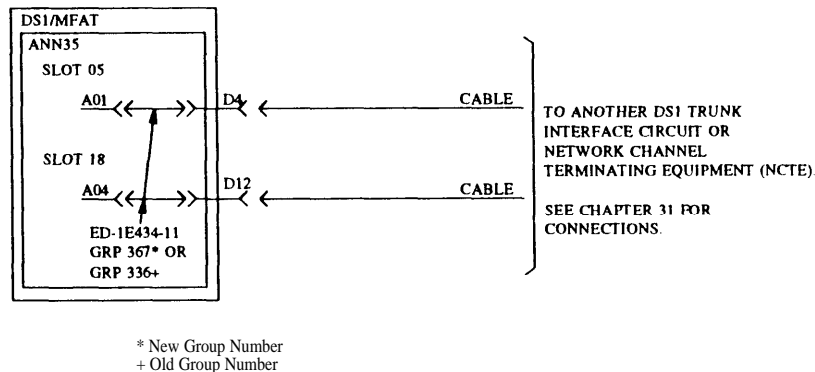 DS1/MFAT
ANN35
SLOT 05
A01
D4
CABLE
SLOT 18
A04
D12
CABLE
ED-1E434-11
GRP 367* OR
GRP 336+
TO ANOTHER DS1 TRUNK
INTERFACE CIRCUIT OR
NETWORK CHANNEL
TERMINATING EQUIPMENT (NCTE).
SEE CHAPTER 31 FOR
CONNECTIONS.
* New Group Number
+ Old Group Number